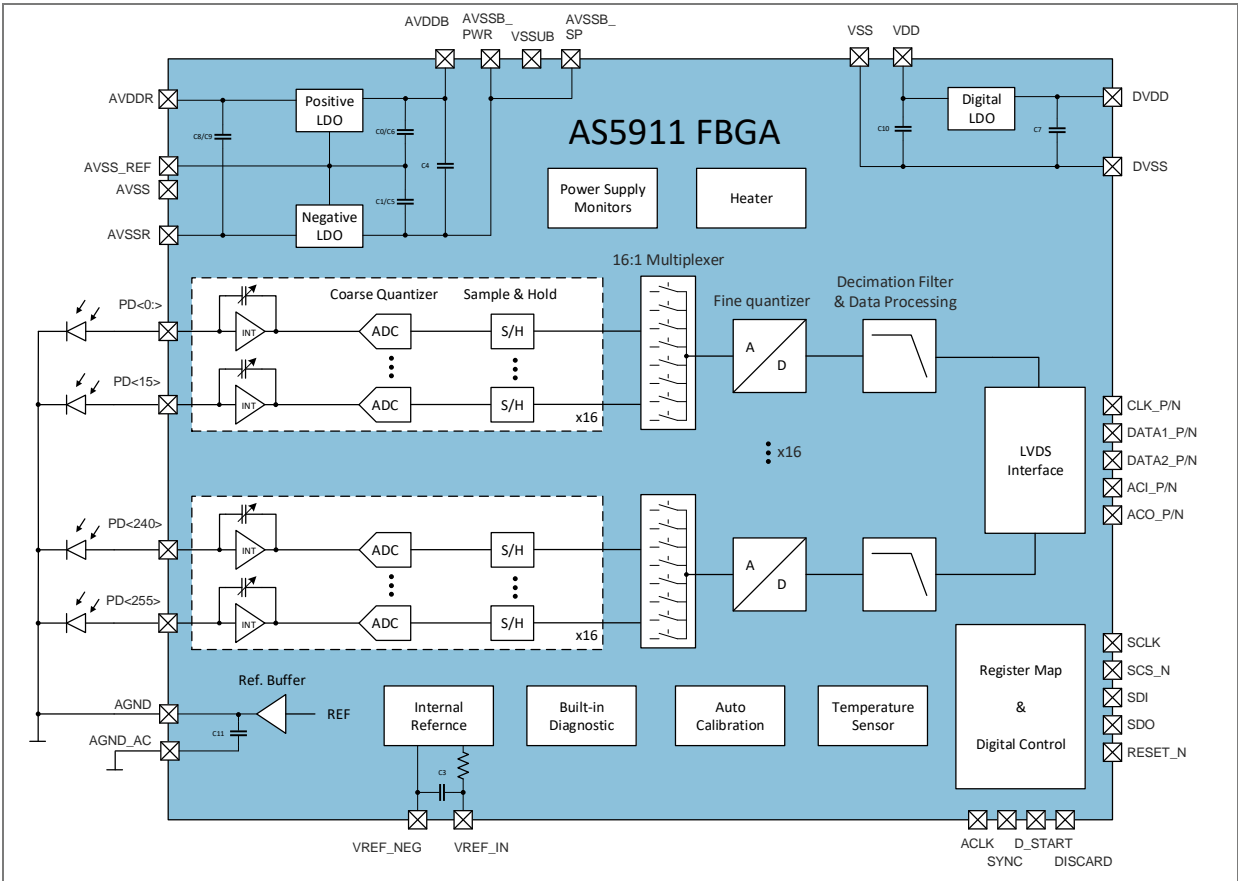 AVDDB
AVSSB_
PWR
VSSUB
AVSSB_
SP
VSS
VDD
AVDDR
Positive
LDO
C8/C9
C0/C6
C4
AS5911 FBGA
C10
Digital
LDO
C7
DVDD
AVSS_REF
AVSS
DVSS
C1/C5
Power Supply
Monitors
Heater
AVSSR
Negative
LDO
16:1 Multiplexer
PD<0:>
Coarse Quantizer
Sample & Hold
Fine quantizer
Decimation Filter
& Data Processing
INT
ADC
S/H
A
D
PD<15>
INT
ADC
S/H
x16
x16
LVDS
Interface
CLK_P/N
DATA1_P/N
DATA2_P/N
ACI_P/N
ACO_P/N
PD<240>
INT
ADC
S/H
A
D
PD<255>
INT
ADC
S/H
x16
Register Map
&
Digital Control
SCLK
SCS_N
SDI
SDO
RESET_N
Ref. Buffer
AGND
REF
C11
AGND_AC
Internal
Refernce
Built-in
Diagnostic
Auto
Calibration
Temperature
Sensor
C3
VREF_NEG
VREF_IN
ACLK
SYNC
D_START
DISCARD